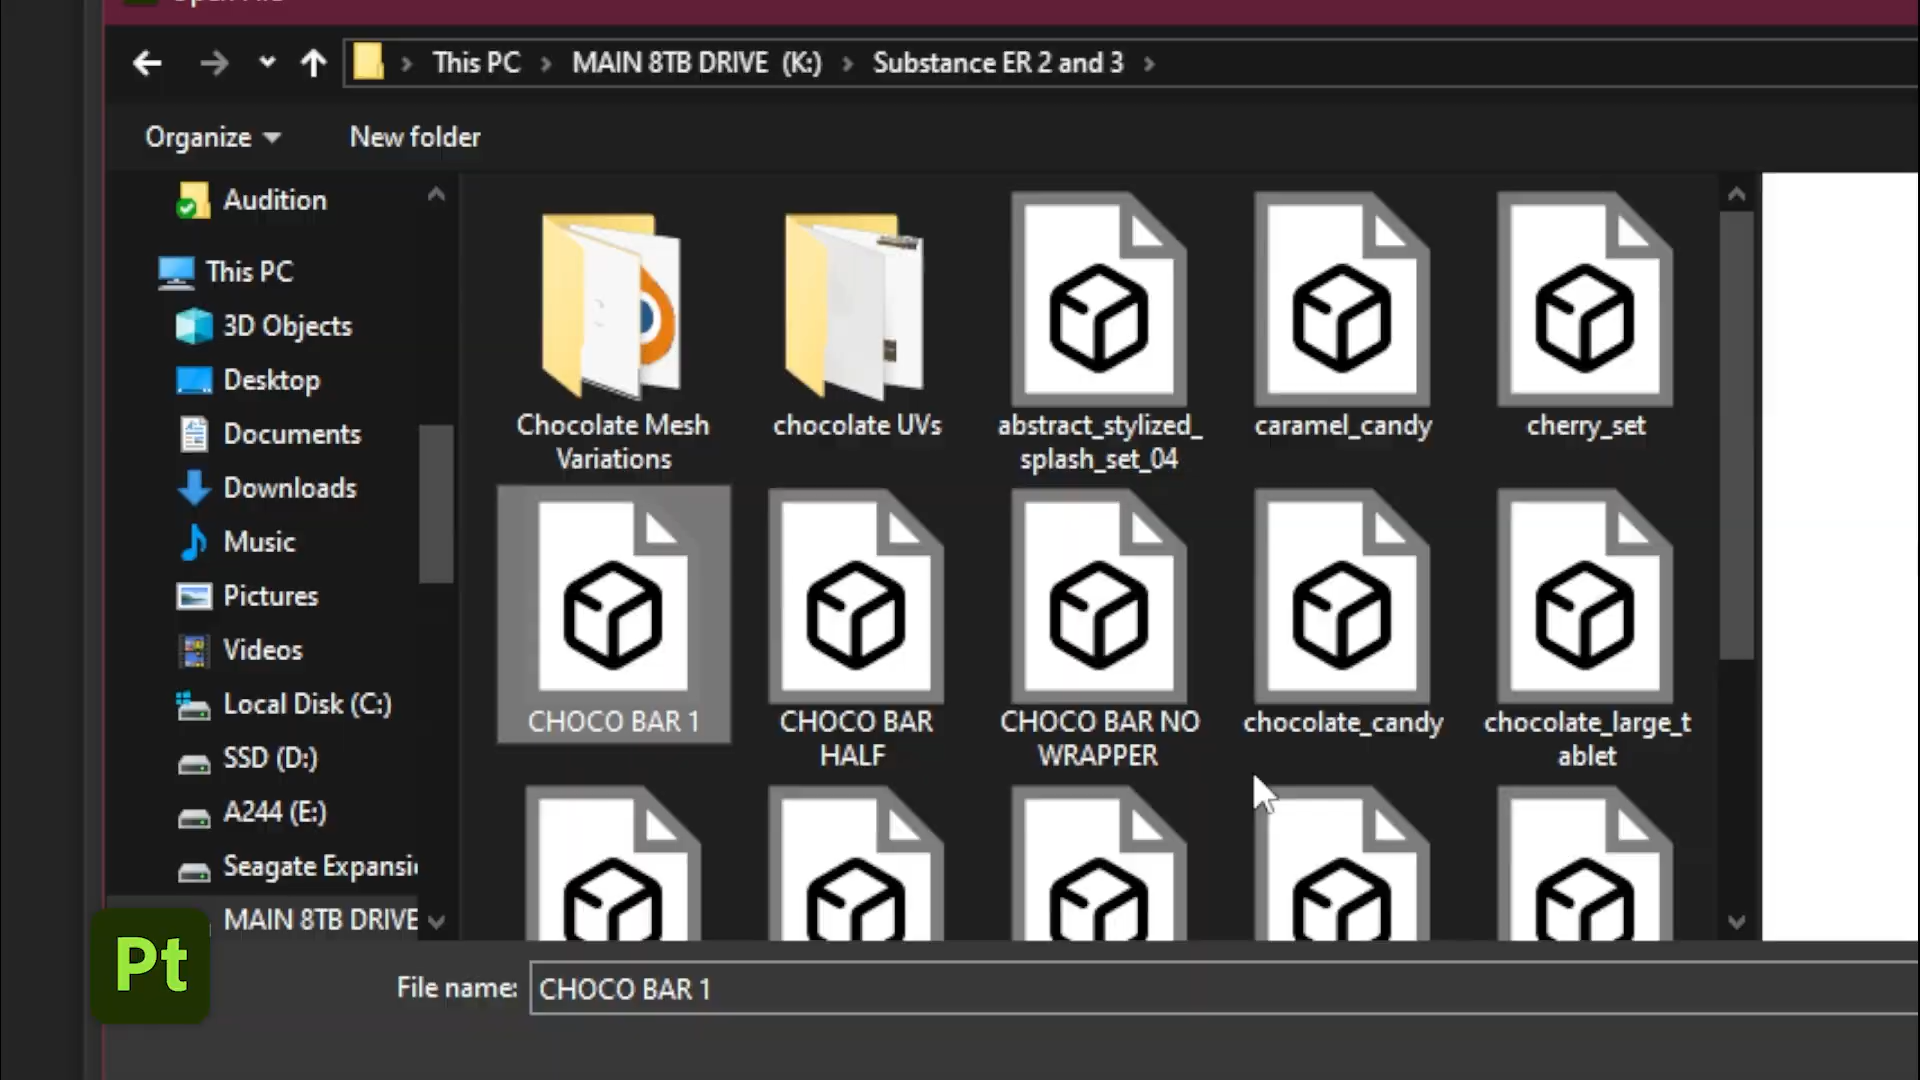 Open File
This PC
MAIN 8TB DRIVE (K:)
Substance ER 2 and 3
Organize
New folder
Audition
This PC
3D Objects
Desktop
Documents
Downloads
Music
Pictures
Videos
Local Disk (C:)
SSD (D:)
A244 (E:)
Seagate Expansi
MAIN 8TB DRIVE
Chocolate Mesh
Variations
chocolate UVs
abstract_stylized_
splash_set_04
caramel_candy
cherry_set
CHOCO BAR 1
CHOCO BAR
HALF
CHOCO BAR NO
WRAPPER
chocolate_candy
chocolate_large_t
ablet
Pt
File name:
CHOCO BAR 1